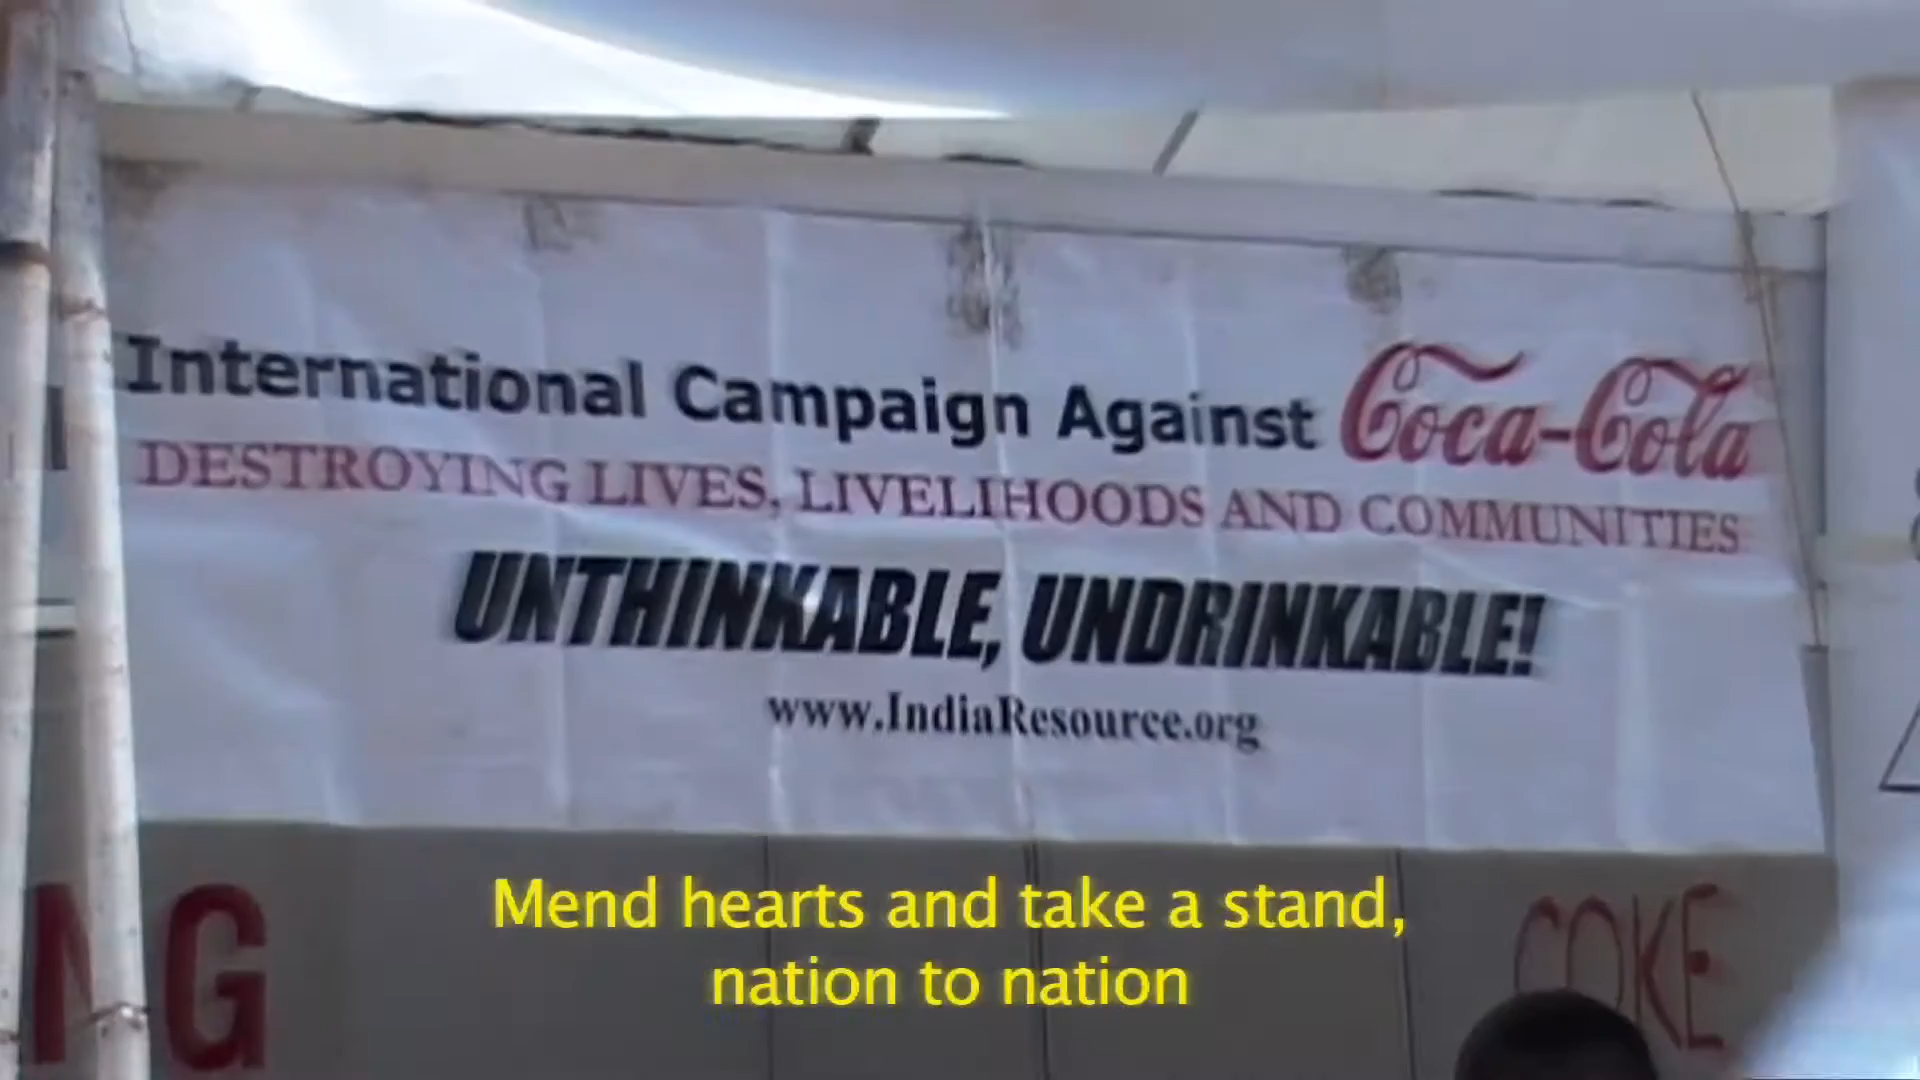 International Campaign Against Coca-Cola
DESTROYING LIVES, LIVELIHOODS AND COMMUNITIES
UNTHINKABLE, UNDRINKABLE!
www.IndiaResource.org
NG
COKE
Mend hearts and take a stand,
nation to nation